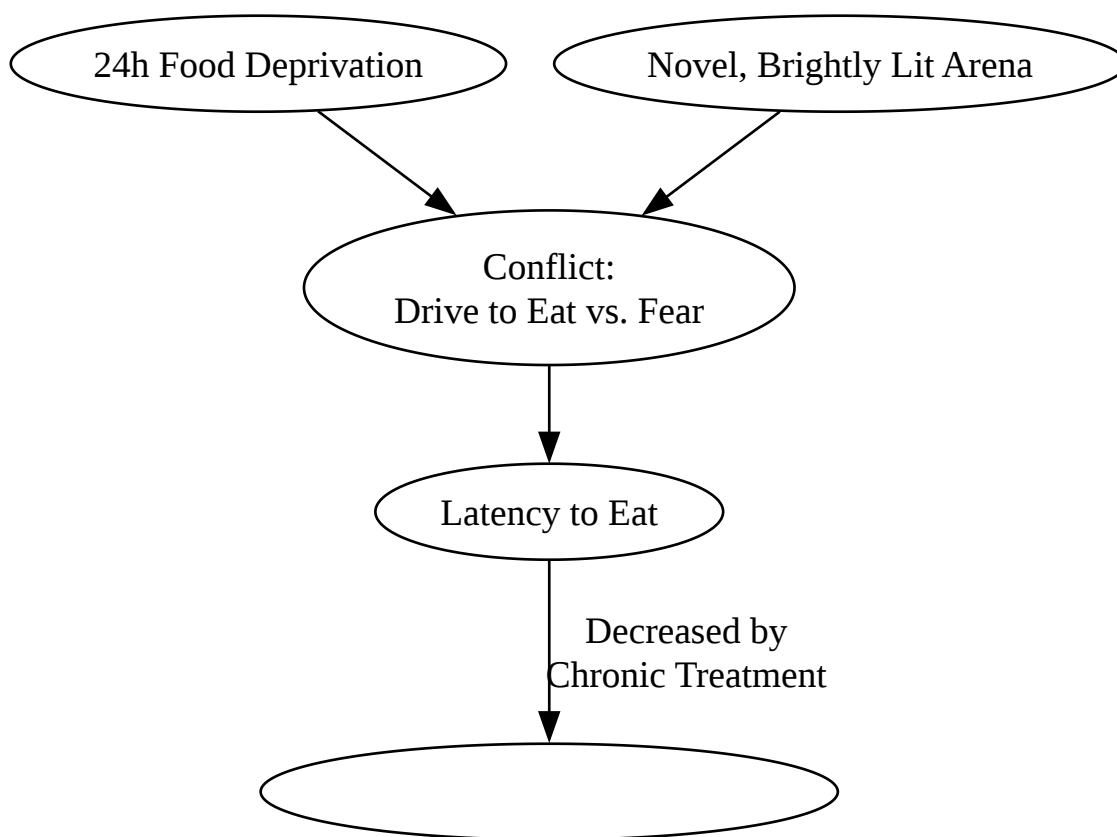 24h Food Deprivation
Novel, Brightly Lit Arena
Conflict:
Drive to Eat vs. Fear
Latency to Eat
Decreased by
Chronic Treatment